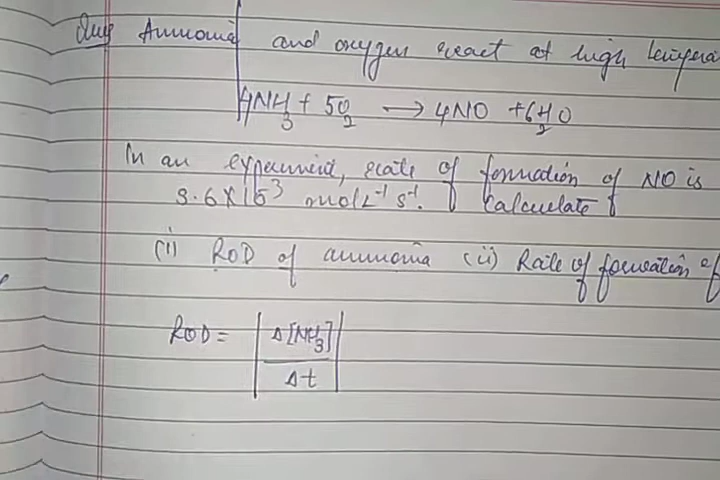 Ques Ammonia and oxygen react at high tempera
4NH3 + 5O2 → 4NO + 6H2O
In an experiment, rate of formation of NO is
3.6×10^-3 mol L^-1 s^-1. Calculate
(i) ROD of ammonia (ii) Rate of formation of
ROD = |Δ[NH3]/Δt|